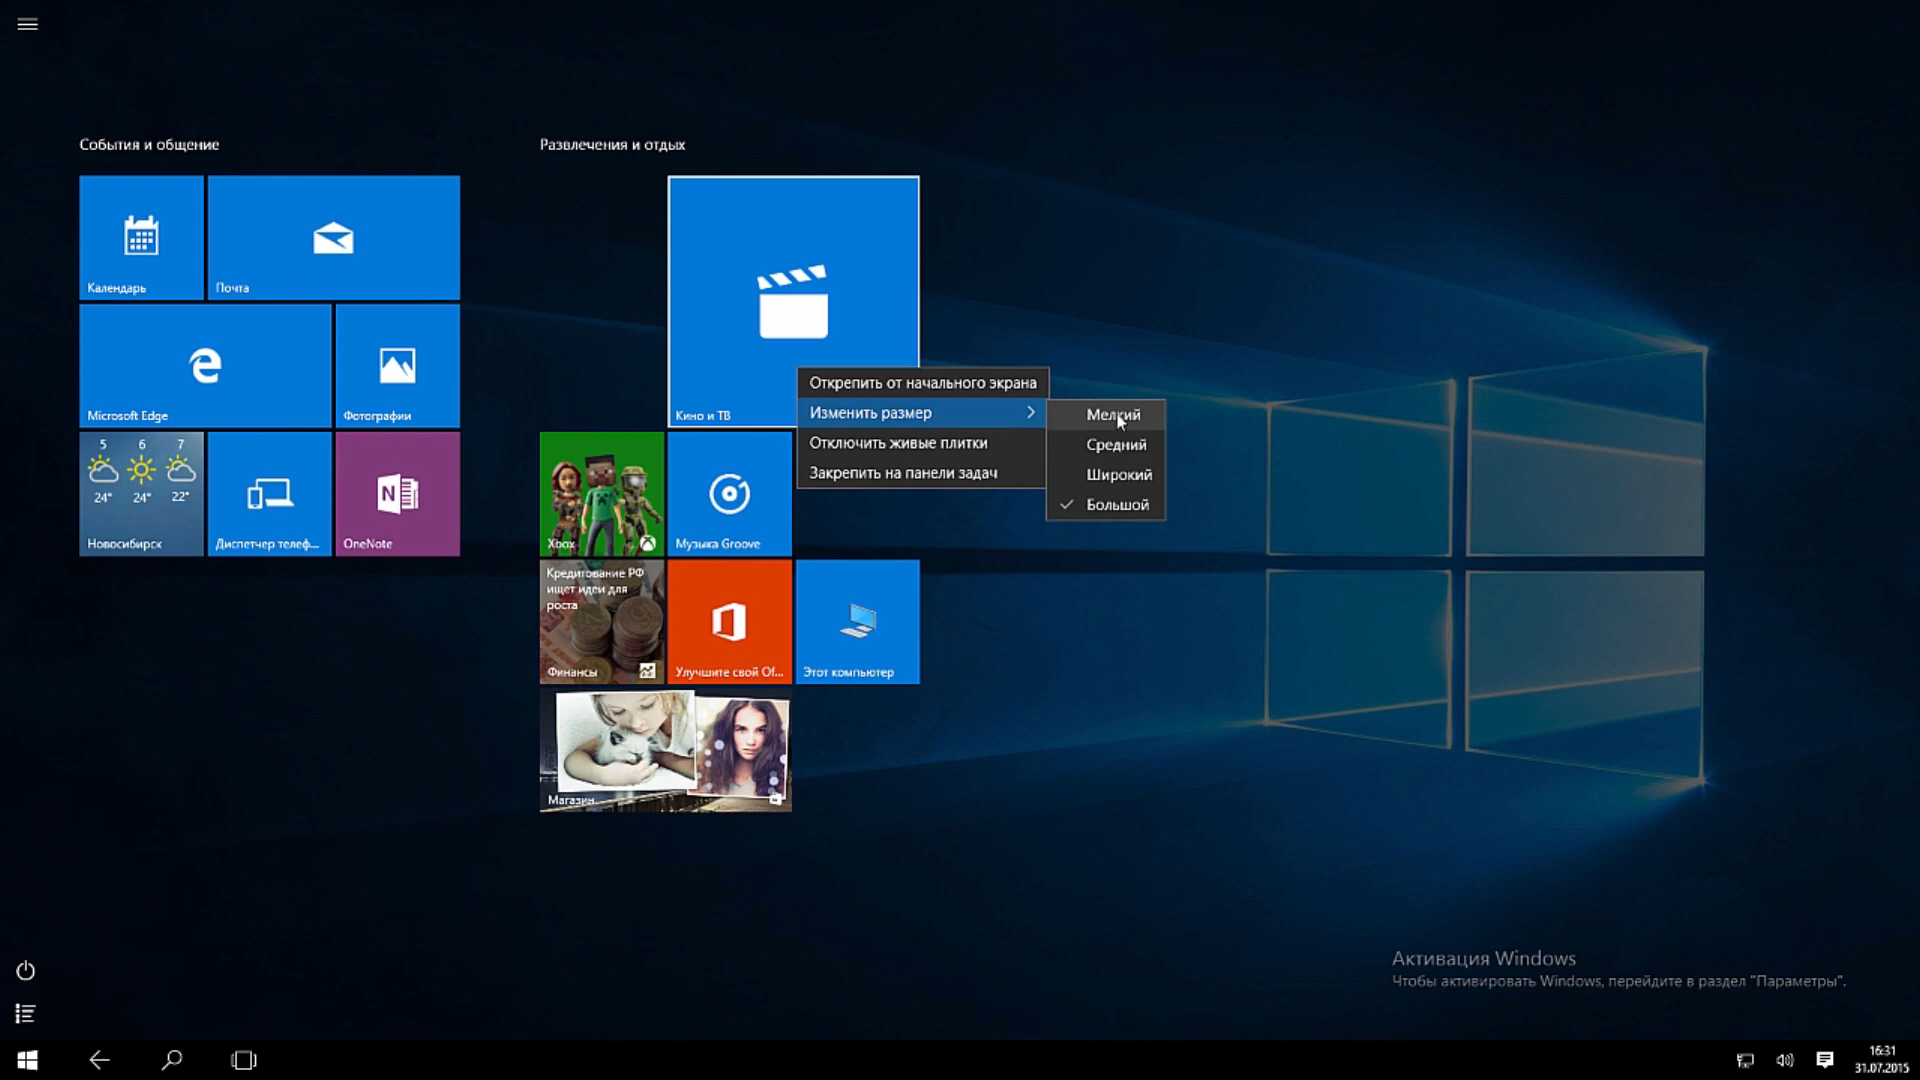 События и общение
Развлечения и отдых
Календарь
Почта
Microsoft Edge
Фотографии
Кино и ТВ
Открепить от начального экрана
Изменить размер
Отключить живые плитки
Закрепить на панели задач
Мелкий
Средний
Широкий
Большой
5 6 7
24° 24° 22°
Новосибирск
Диспетчер телеф...
N
OneNote
Xbox
Музыка Groove
Кредитование РФ
ищет идеи для
роста
Финансы
Улучшите свой Of...
Этот компьютер
Магазин
Активация Windows
Чтобы активировать Windows, перейдите в раздел "Параметры".
16:31
31.07.2015